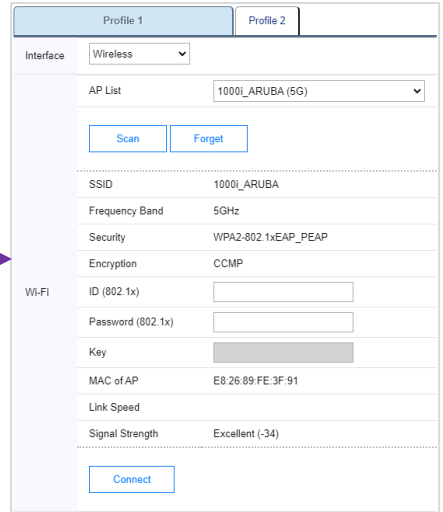 Profile 1 Profile 2
Interface Wireless
AP List 1000i_ARUBA (5G)
Scan Forget
SSID 1000i_ARUBA
Frequency Band 5GHz
Security WPA2-802.1xEAP_PEAP
Encryption CCMP
Wi-Fi ID (802.1x)
Password (802.1x)
Key
MAC of AP E8:26:89:FE:3F:91
Link Speed
Signal Strength Excellent (-34)
Connect